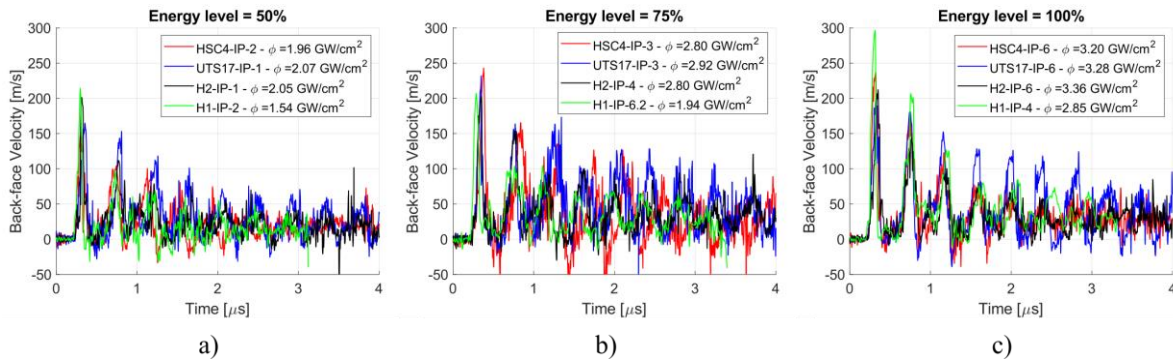 Energy level = 50%
300
250
200
150
100
50
0
-50
Back-face Velocity [m/s]
HSC4-IP-2 - ϕ =1.96 GW/cm²
UTS17-IP-1 - ϕ =2.07 GW/cm²
H2-IP-1 - ϕ =2.05 GW/cm²
H1-IP-2 - ϕ =1.54 GW/cm²
0 1 2 3 4
Time [μs]
a)
Energy level = 75%
300
250
200
150
100
50
0
-50
Back-face Velocity [m/s]
HSC4-IP-3 - ϕ =2.80 GW/cm²
UTS17-IP-3 - ϕ =2.92 GW/cm²
H2-IP-4 - ϕ =2.80 GW/cm²
H1-IP-6.2 - ϕ =1.94 GW/cm²
0 1 2 3 4
Time [μs]
b)
Energy level = 100%
300
250
200
150
100
50
0
-50
Back-face Velocity [m/s]
HSC4-IP-6 - ϕ =3.20 GW/cm²
UTS17-IP-6 - ϕ =3.28 GW/cm²
H2-IP-6 - ϕ =3.36 GW/cm²
H1-IP-4 - ϕ =2.85 GW/cm²
0 1 2 3 4
Time [μs]
c)